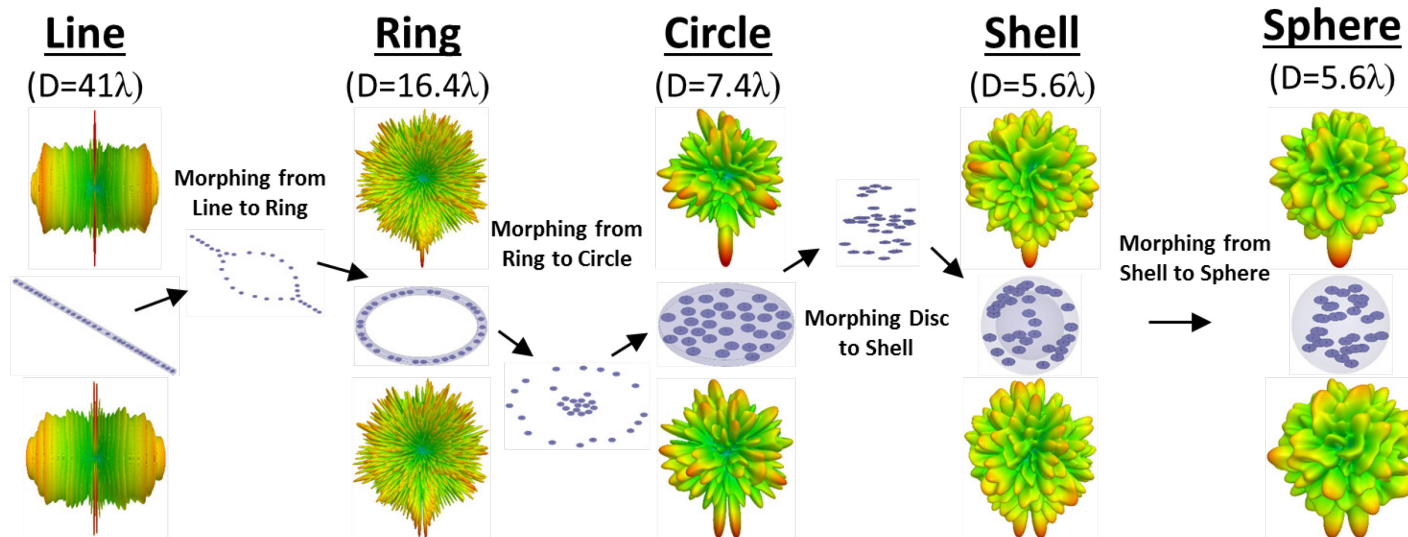 Line
(D=41λ)
Ring
(D=16.4λ)
Circle
(D=7.4λ)
Shell
(D=5.6λ)
Sphere
(D=5.6λ)
Morphing from
Line to Ring
Morphing from
Ring to Circle
Morphing Disc
to Shell
Morphing from
Shell to Sphere